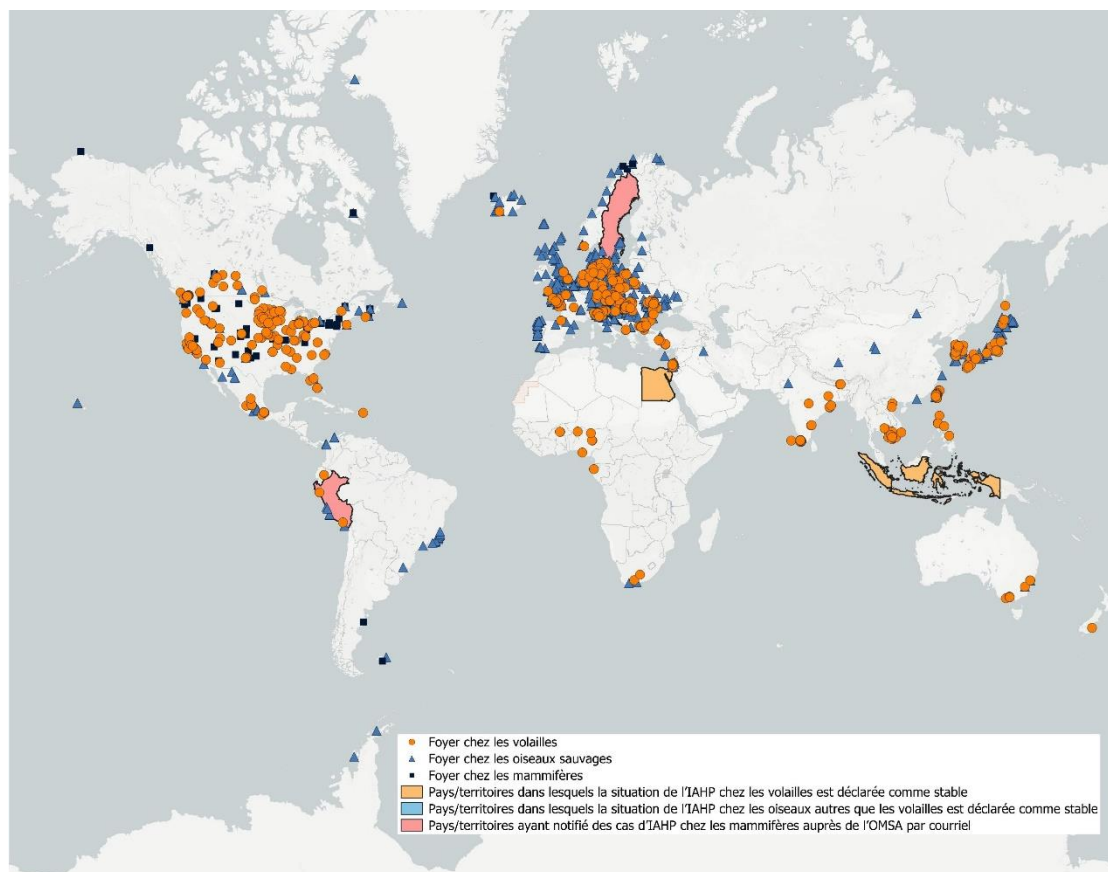 Foyer chez les volailles
Foyer chez les oiseaux sauvages
Foyer chez les mammifères
Pays/territoires dans lesquels la situation de l'IAHP chez les volailles est déclarée comme stable
Pays/territoires dans lesquels la situation de l'IAHP chez les oiseaux autres que les volailles est déclarée comme stable
Pays/territoires ayant notifié des cas d'IAHP chez les mammifères auprès de l'OMSA par courriel